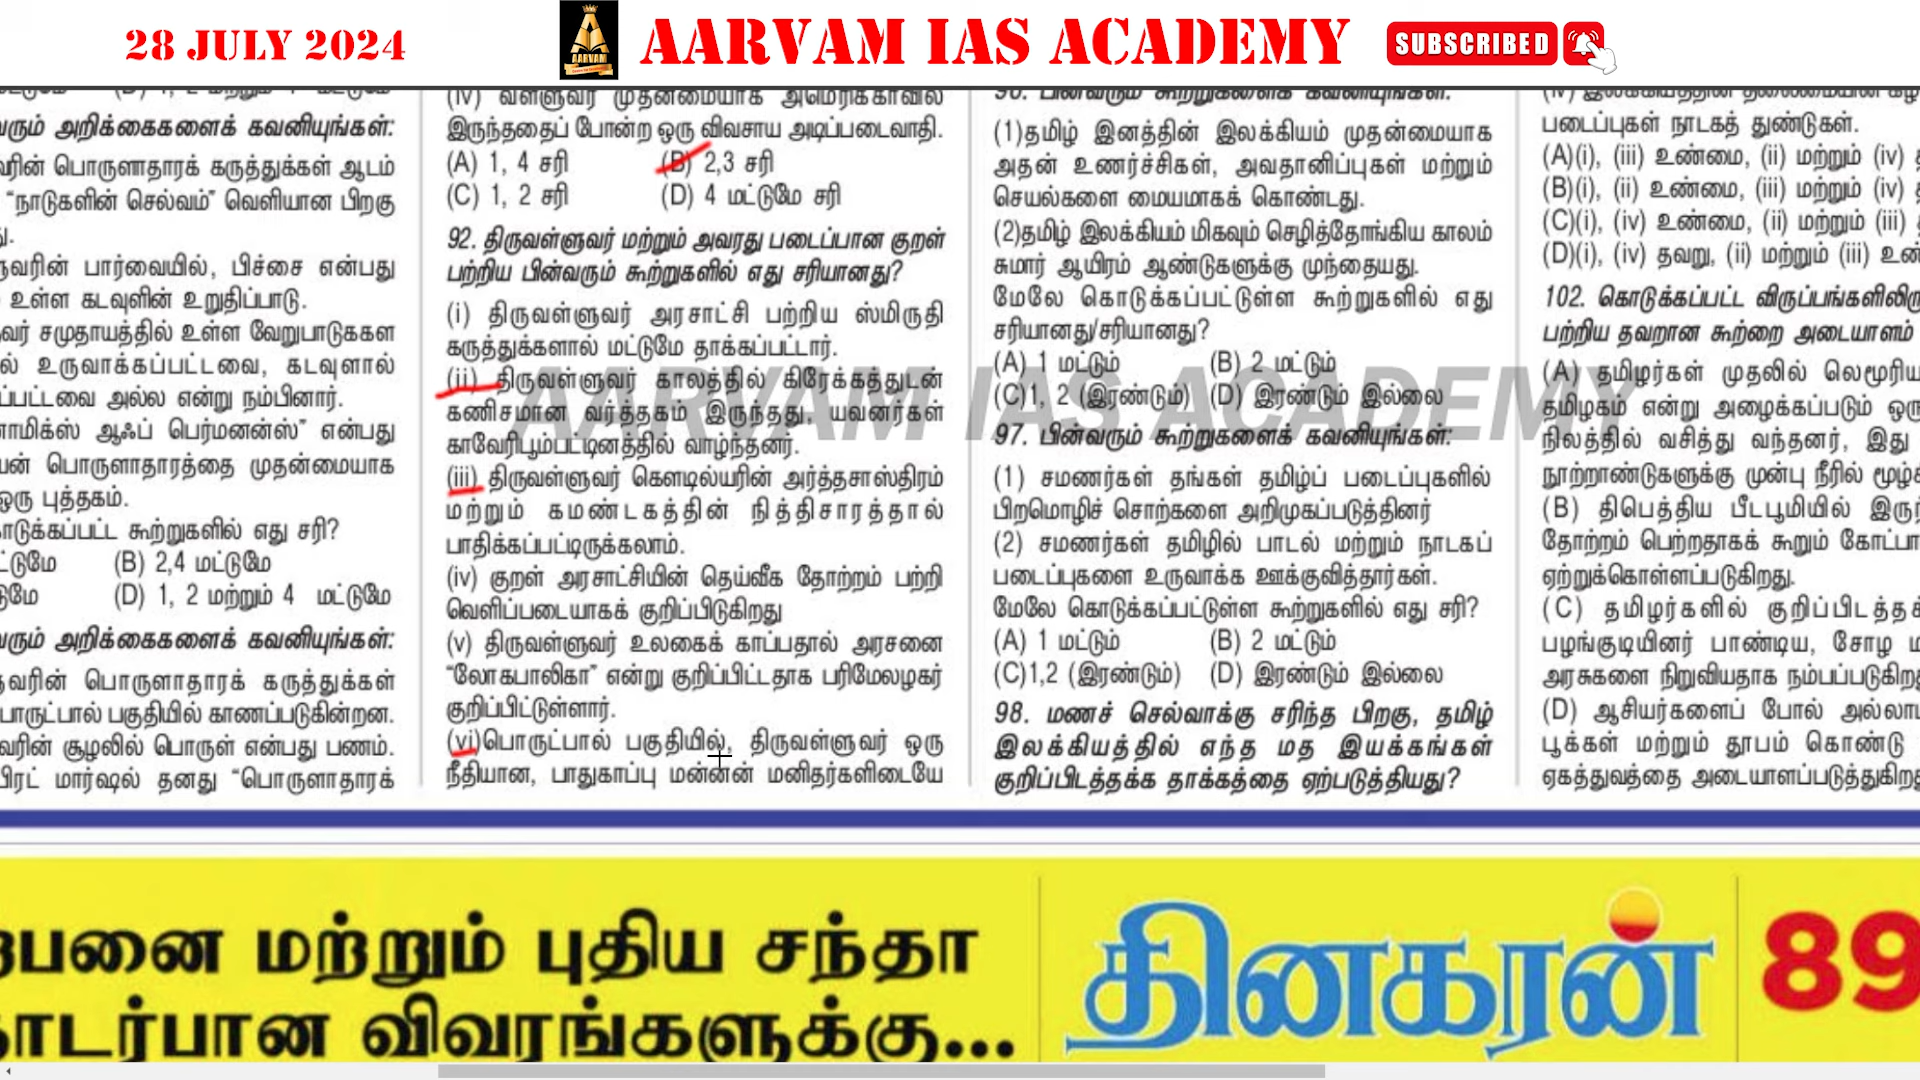 28 JULY 2024
AARVAM
AARVAM IAS ACADEMY
SUBSCRIBED
அறிக்கைகளைக் கவனியுங்கள்:
பொருளாதாரக் கருத்துக்கள் ஆடம்
“நாடுகளின் செல்வம்” வெளியான பிறகு
பார்வையில், பிச்சை என்பது
உள்ள கடவுளின் உறுதிப்பாடு.
சமுதாயத்தில் உள்ள வேறுபாடுககள
உருவாக்கப்பட்டவை, கடவுளால்
அல்ல என்று நம்பினார்.
ஆஃப் பெர்மனன்ஸ்” என்பது
பொருளாதாரத்தை முதன்மையாக
ஒரு புத்தகம்.
கூற்றுகளில் எது சரி?
(B) 2,4 மட்டுமே
(D) 1, 2 மற்றும் 4 மட்டுமே
அறிக்கைகளைக் கவனியுங்கள்:
பொருளாதாரக் கருத்துக்கள்
பகுதியில் காணப்படுகின்றன.
சூழலில் பொருள் என்பது பணம்.
மார்ஷல் தனது “பொருளாதாரக்
(iv) வள்ளுவர் முதன்மையாக அமெரிக்காவில்
இருந்ததைப் போன்ற ஒரு விவசாய அடிப்படைவாதி.
(A) 1, 4 சரி (B) 2,3 சரி
(C) 1, 2 சரி (D) 4 மட்டுமே சரி
92. திருவள்ளுவர் மற்றும் அவரது படைப்பான குறள்
பற்றிய பின்வரும் கூற்றுகளில் எது சரியானது?
(i) திருவள்ளுவர் அரசாட்சி பற்றிய ஸ்மிருதி
கருத்துக்களால் மட்டுமே தாக்கப்பட்டார்.
(ii) திருவள்ளுவர் காலத்தில் கிரேக்கத்துடன்
கணிசமான வர்த்தகம் இருந்தது, யவனர்கள்
காவேரிபூம்பட்டினத்தில் வாழ்ந்தனர்.
(iii) திருவள்ளுவர் கௌடில்யரின் அர்த்தசாஸ்திரம்
மற்றும் கமண்டகத்தின் நித்திசாரத்தால்
பாதிக்கப்பட்டிருக்கலாம்.
(iv) குறள் அரசாட்சியின் தெய்வீக தோற்றம் பற்றி
வெளிப்படையாகக் குறிப்பிடுகிறது
(v) திருவள்ளுவர் உலகைக் காப்பதால் அரசனை
“லோகபாலிகா” என்று குறிப்பிட்டதாக பரிமேலழகர்
குறிப்பிட்டுள்ளார்.
(vi)பொருட்பால் பகுதியில், திருவள்ளுவர் ஒரு
நீதியான, பாதுகாப்பு மன்னன் மனிதர்களிடையே
96. பின்வரும் கூற்றுகளைக் கவனியுங்கள்:
(1)தமிழ் இனத்தின் இலக்கியம் முதன்மையாக
அதன் உணர்ச்சிகள், அவதானிப்புகள் மற்றும்
செயல்களை மையமாகக் கொண்டது.
(2)தமிழ் இலக்கியம் மிகவும் செழித்தோங்கிய காலம்
சுமார் ஆயிரம் ஆண்டுகளுக்கு முந்தையது.
மேலே கொடுக்கப்பட்டுள்ள கூற்றுகளில் எது
சரியானது/சரியானது?
(A) 1 மட்டும் (B) 2 மட்டும்
(C)1, 2 (இரண்டும்) (D) இரண்டும் இல்லை
97. பின்வரும் கூற்றுகளைக் கவனியுங்கள்:
(1) சமணர்கள் தங்கள் தமிழ்ப் படைப்புகளில்
பிறமொழிச் சொற்களை அறிமுகப்படுத்தினர்
(2) சமணர்கள் தமிழில் பாடல் மற்றும் நாடகப்
படைப்புகளை உருவாக்க ஊக்குவித்தார்கள்.
மேலே கொடுக்கப்பட்டுள்ள கூற்றுகளில் எது சரி?
(A) 1 மட்டும் (B) 2 மட்டும்
(C)1,2 (இரண்டும்) (D) இரண்டும் இல்லை
98. மணச் செல்வாக்கு சரிந்த பிறகு, தமிழ்
இலக்கியத்தில் எந்த மத இயக்கங்கள்
குறிப்பிடத்தக்க தாக்கத்தை ஏற்படுத்தியது?
(iv) இலக்கியத்தின் தலைமையின் கீழ்
படைப்புகள் நாடகத் துண்டுகள்.
(A)(i), (iii) உண்மை, (ii) மற்றும் (iv)
(B)(i), (ii) உண்மை, (iii) மற்றும் (iv)
(C)(i), (iv) உண்மை, (ii) மற்றும் (iii)
(D)(i), (iv) தவறு, (ii) மற்றும் (iii)
102. கொடுக்கப்பட்ட
பற்றிய தவறான கூற்றை அடையாளம்
(A) தமிழர்கள் முதலில்
தமிழகம் என்று அழைக்கப்படும்
நிலத்தில் வசித்து வந்தனர், இது
நூற்றாண்டுகளுக்கு முன்பு நீரில்
(B) திபெத்திய பீடபூமியில்
தோற்றம் பெற்றதாகக் கூறும்
ஏற்றுக்கொள்ளப்படுகிறது.
(C) தமிழர்களில்
பழங்குடியினர் பாண்டிய, சோழ
அரசுகளை நிறுவியதாக
(D) ஆசியர்களைப் போல்
பூக்கள் மற்றும் தூபம் கொண்டு
ஏகத்துவத்தை
AARVAM IAS ACADEMY
மற்றும் புதிய சந்தா
விவரங்களுக்கு...
தினகரன்
89